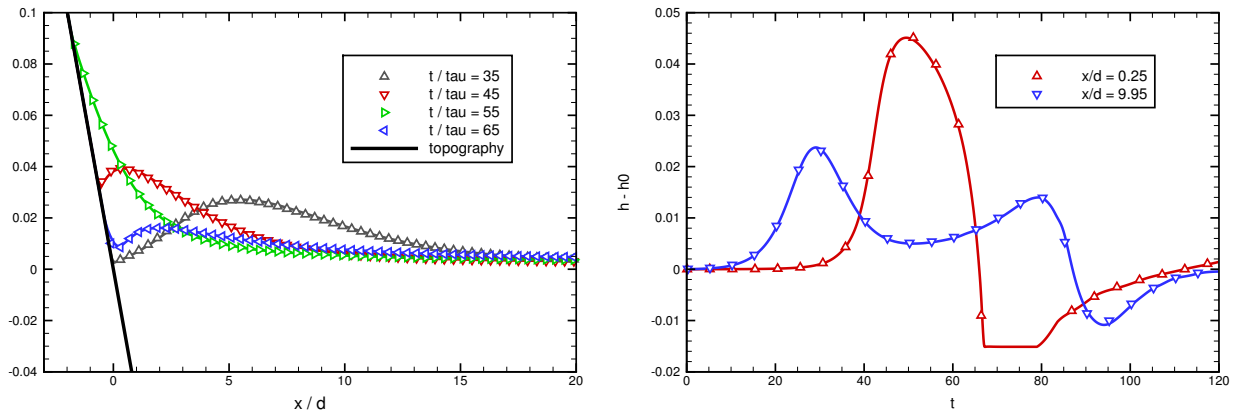 0.1
0.08
0.06
0.04
0.02
0
-0.02
-0.04
0
5
10
15
20
x / d
t / tau = 35
t / tau = 45
t / tau = 55
t / tau = 65
topography
h - h0
0.05
0.04
0.03
0.02
0.01
0
-0.01
-0.02
0
20
40
60
80
100
120
t
x/d = 0.25
x/d = 9.95